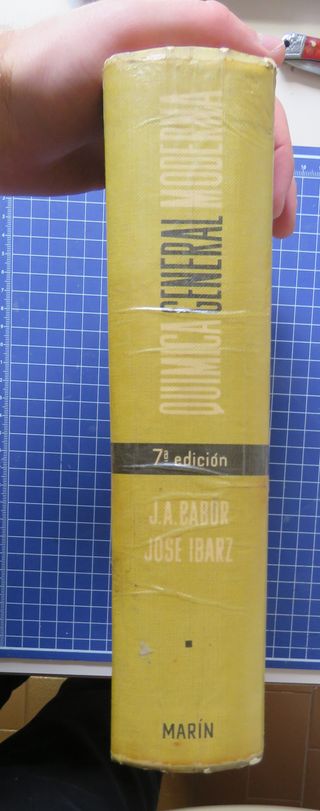 QUIMICA GENERAL MODERNA
7ª edición
J.A. BABOR
JOSE IBARZ
MARÍN